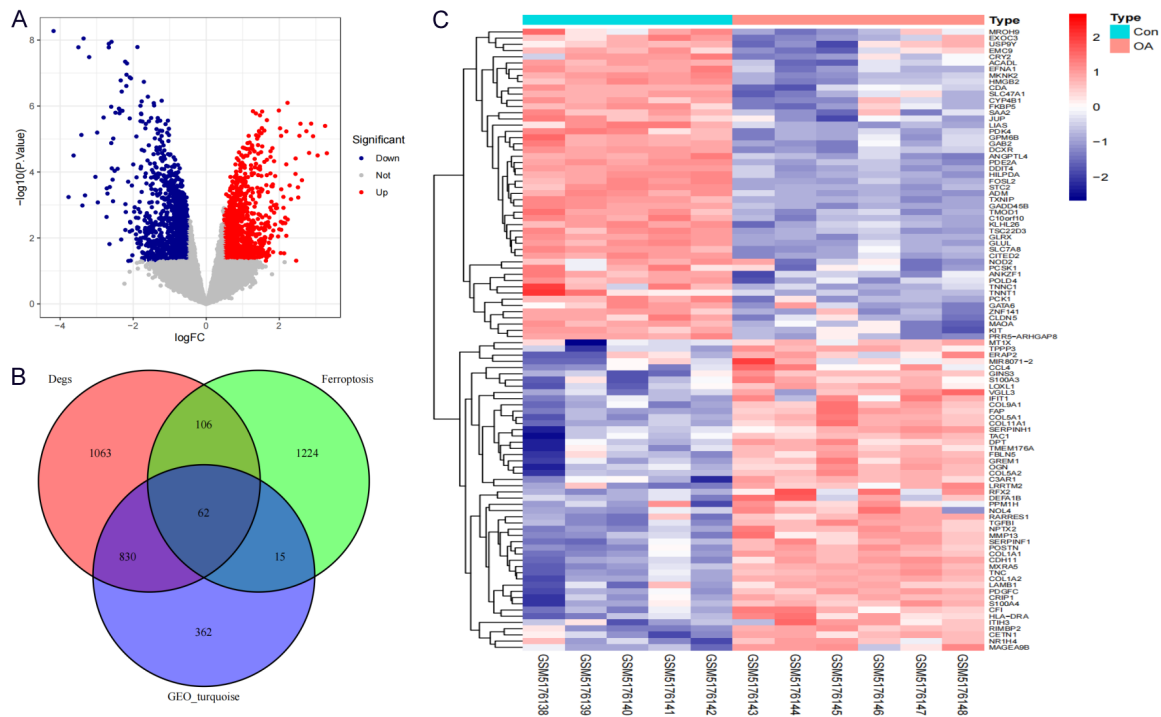 A
8
6
4
2
0
−4
−2
0
2
−log10(P.Value)
logFC
Significant
Down
Not
Up
B
Degs
Ferroptosis
GEO_turquoise
1063
106
1224
62
830
15
362
C
Type
MROH9
EXOC3
USP9Y
EMC9
CRY2
ACADL
EFNA1
MKNK2
HMGB2
CDA
SLC47A1
CYP4B1
FKBP5
SAA2
JUP
LIAS
PDK4
GPM6B
GAB2
DCXR
ANGPTL4
PDE2A
DDIT4
HILPDA
FOSL2
STC2
ADM
TXNIP
GADD45B
TMOD1
C10orf10
KLHL26
TSC22D3
GLRX
GLUL
SLC7A8
CITED2
NOD2
PCSK1
ANKZF1
POLD4
TNNC1
TNNT1
PCK1
GATA6
ZNF141
CLDN5
MAOA
KIT
PRR5−ARHGAP8
MT1X
TPPP3
ERAP2
MIR8071−2
CCL4
GINS3
S100A3
LOXL1
VGLL3
IFIT1
COL9A1
FAP
COL5A1
COL11A1
SERPINH1
TAC1
DPT
TMEM176A
FBLN5
GREM1
OGN
COL5A2
C3AR1
LRRTM2
RFX2
DEFA1B
PPM1H
NOL4
RARRES1
TGFBI
NPTX2
MMP13
SERPINF1
POSTN
COL1A1
CDH11
MXRA5
TNC
COL1A2
LAMB1
PDGFC
CRIP1
S100A4
CFI
HLA−DRA
ITIH3
RIMBP2
CETN1
NR1H4
MAGEA9B
GSM5176138
GSM5176139
GSM5176140
GSM5176141
GSM5176142
GSM5176143
GSM5176144
GSM5176145
GSM5176146
GSM5176147
GSM5176148
2
1
0
−1
−2
Type
Con
OA